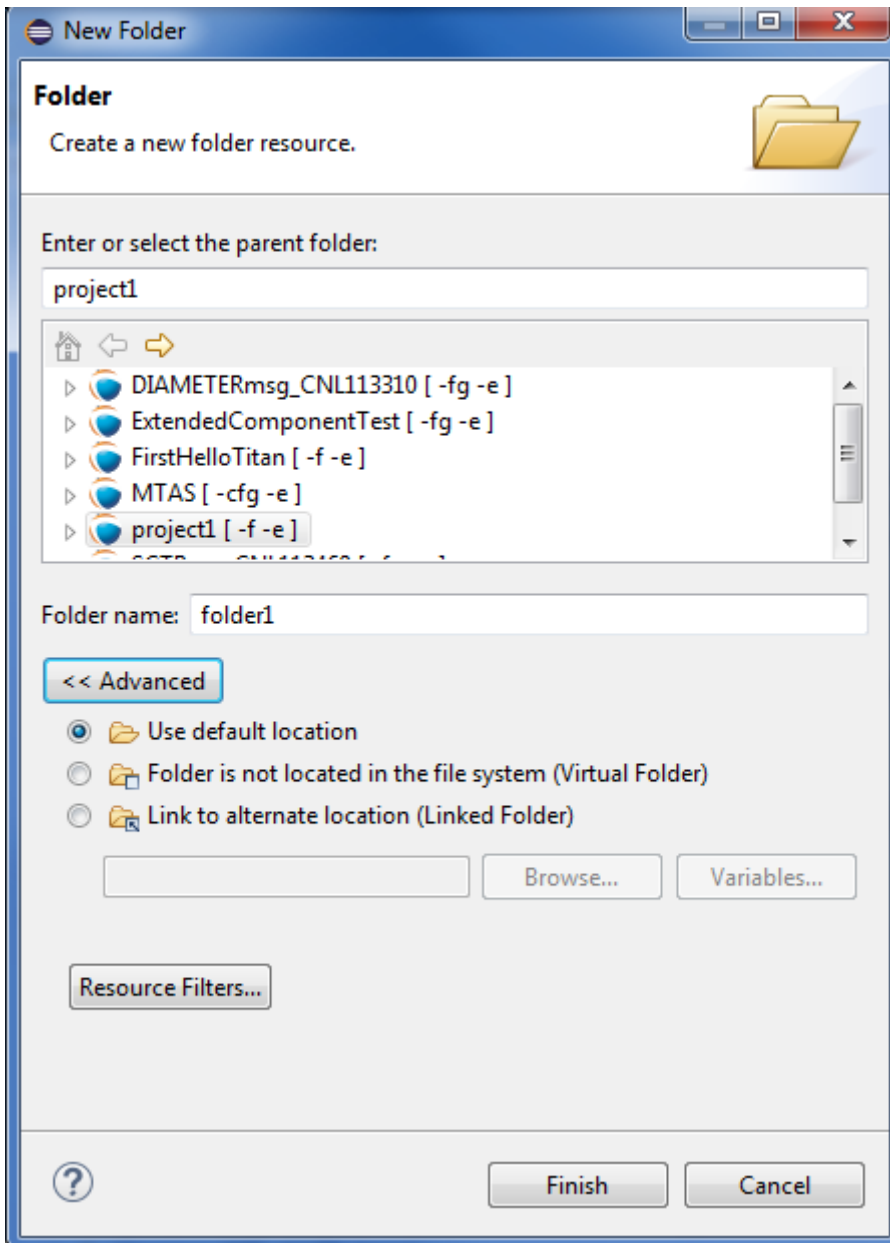 New Folder
Folder
Create a new folder resource.
Enter or select the parent folder:
project1
DIAMETERmsg_CNL113310 [ -fg -e ]
ExtendedComponentTest [ -fg -e ]
FirstHelloTitan [ -f -e ]
MTAS [ -cfg -e ]
project1 [ -f -e ]
Folder name: folder1
<< Advanced
Use default location
Folder is not located in the file system (Virtual Folder)
Link to alternate location (Linked Folder)
Browse... Variables...
Resource Filters...
Finish Cancel